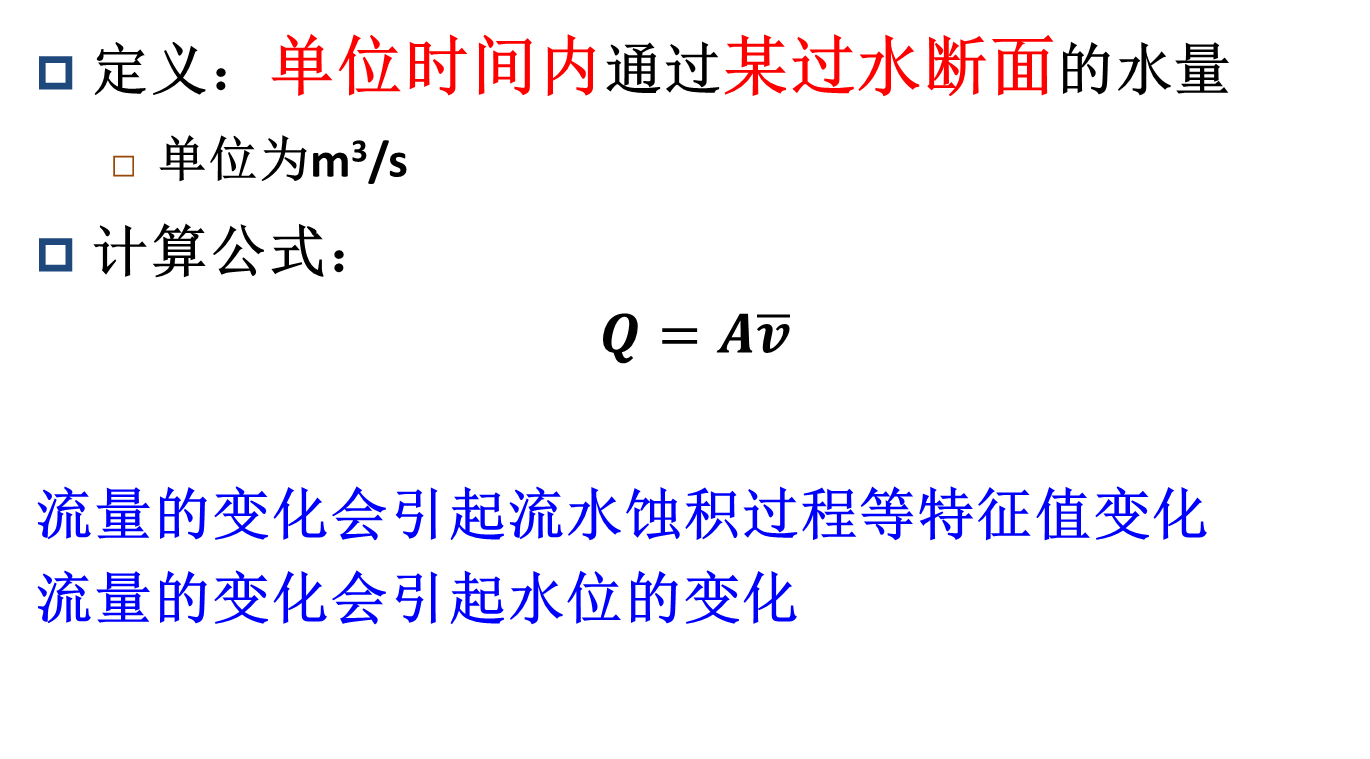 定义：单位时间内通过某过水断面的水量
单位为m³/s
计算公式：
Q = Av̅
流量的变化会引起流水蚀积过程等特征值变化
流量的变化会引起水位的变化